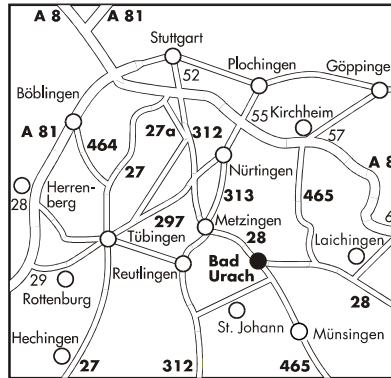 A 8
A 81
Stuttgart
52
Plochingen
Göppinge
Böblingen
55
Kirchheim
57
A 81
464
27a
312
27
Nürtingen
A 8
28
Herren-
berg
313
465
297
Metzingen
28
Tübingen
Laichingen
Reutlingen
Bad
Urach
29
Rottenburg
28
St. Johann
Münsingen
Hechingen
27
312
465